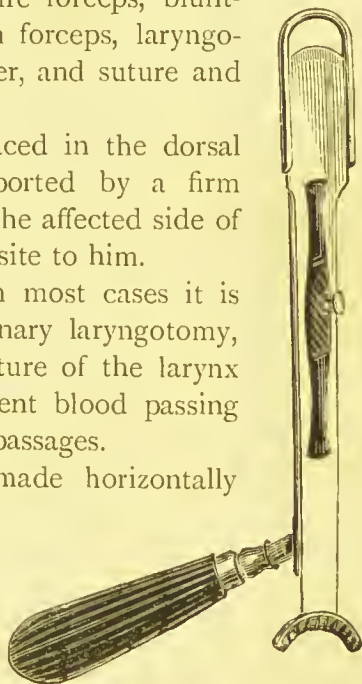 forceps, blunt-
forceps, laryngo-
er, and suture and
aced in the dorsal
ported by a firm
he affected side of
site to him.
most cases it is
nary laryngotomy,
ture of the larynx
ent blood passing
passages.
made horizontally